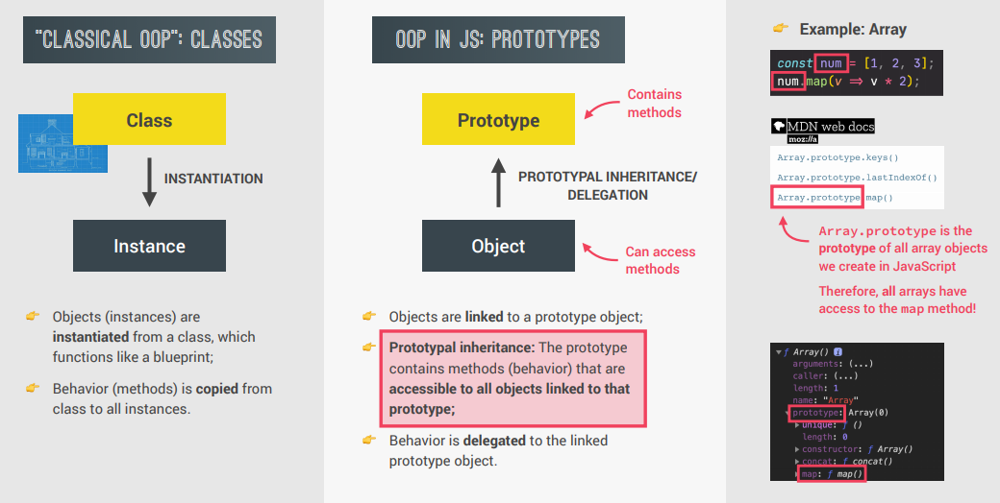 "CLASSICAL OOP": CLASSES
Class
INSTANTIATION
Instance
Objects (instances) are
instantiated from a class, which
functions like a blueprint;
Behavior (methods) is copied from
class to all instances.
OOP IN JS: PROTOTYPES
Prototype
Contains
methods
PROTOTYPAL INHERITANCE/
DELEGATION
Object
Can access
methods
Objects are linked to a prototype object;
Prototypal inheritance: The prototype
contains methods (behavior) that are
accessible to all objects linked to that
prototype;
Behavior is delegated to the linked
prototype object.
Example: Array
const num = [1, 2, 3];
num.map(v => v * 2);
MDN web docs
moz://a
Array.prototype.keys()
Array.prototype.lastIndexOf()
Array.prototype.map()
Array.prototype is the
prototype of all array objects
we create in JavaScript
Therefore, all arrays have
access to the map method!
ƒ Array() i
arguments: (...)
caller: (...)
length: 1
name: "Array"
prototype: Array(0)
unique: ƒ ()
length: 0
constructor: ƒ Array()
concat: ƒ concat()
map: ƒ map()